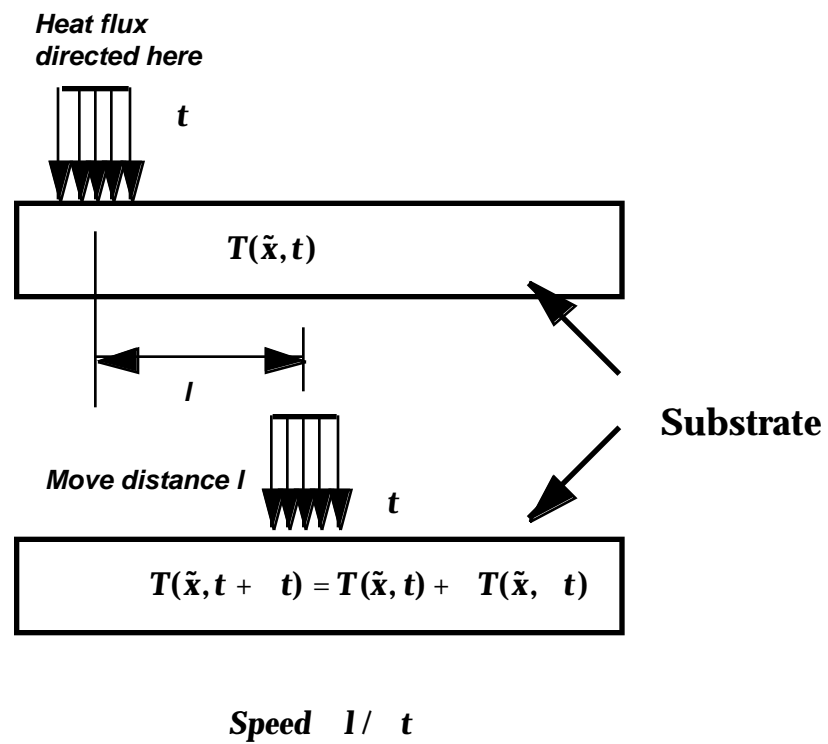 Heat flux
directed here
t
T(x̃,t)
l
Substrate
Move distance l
t
T(x̃,t + t) = T(x̃,t) + T(x̃, t)
Speed l / t